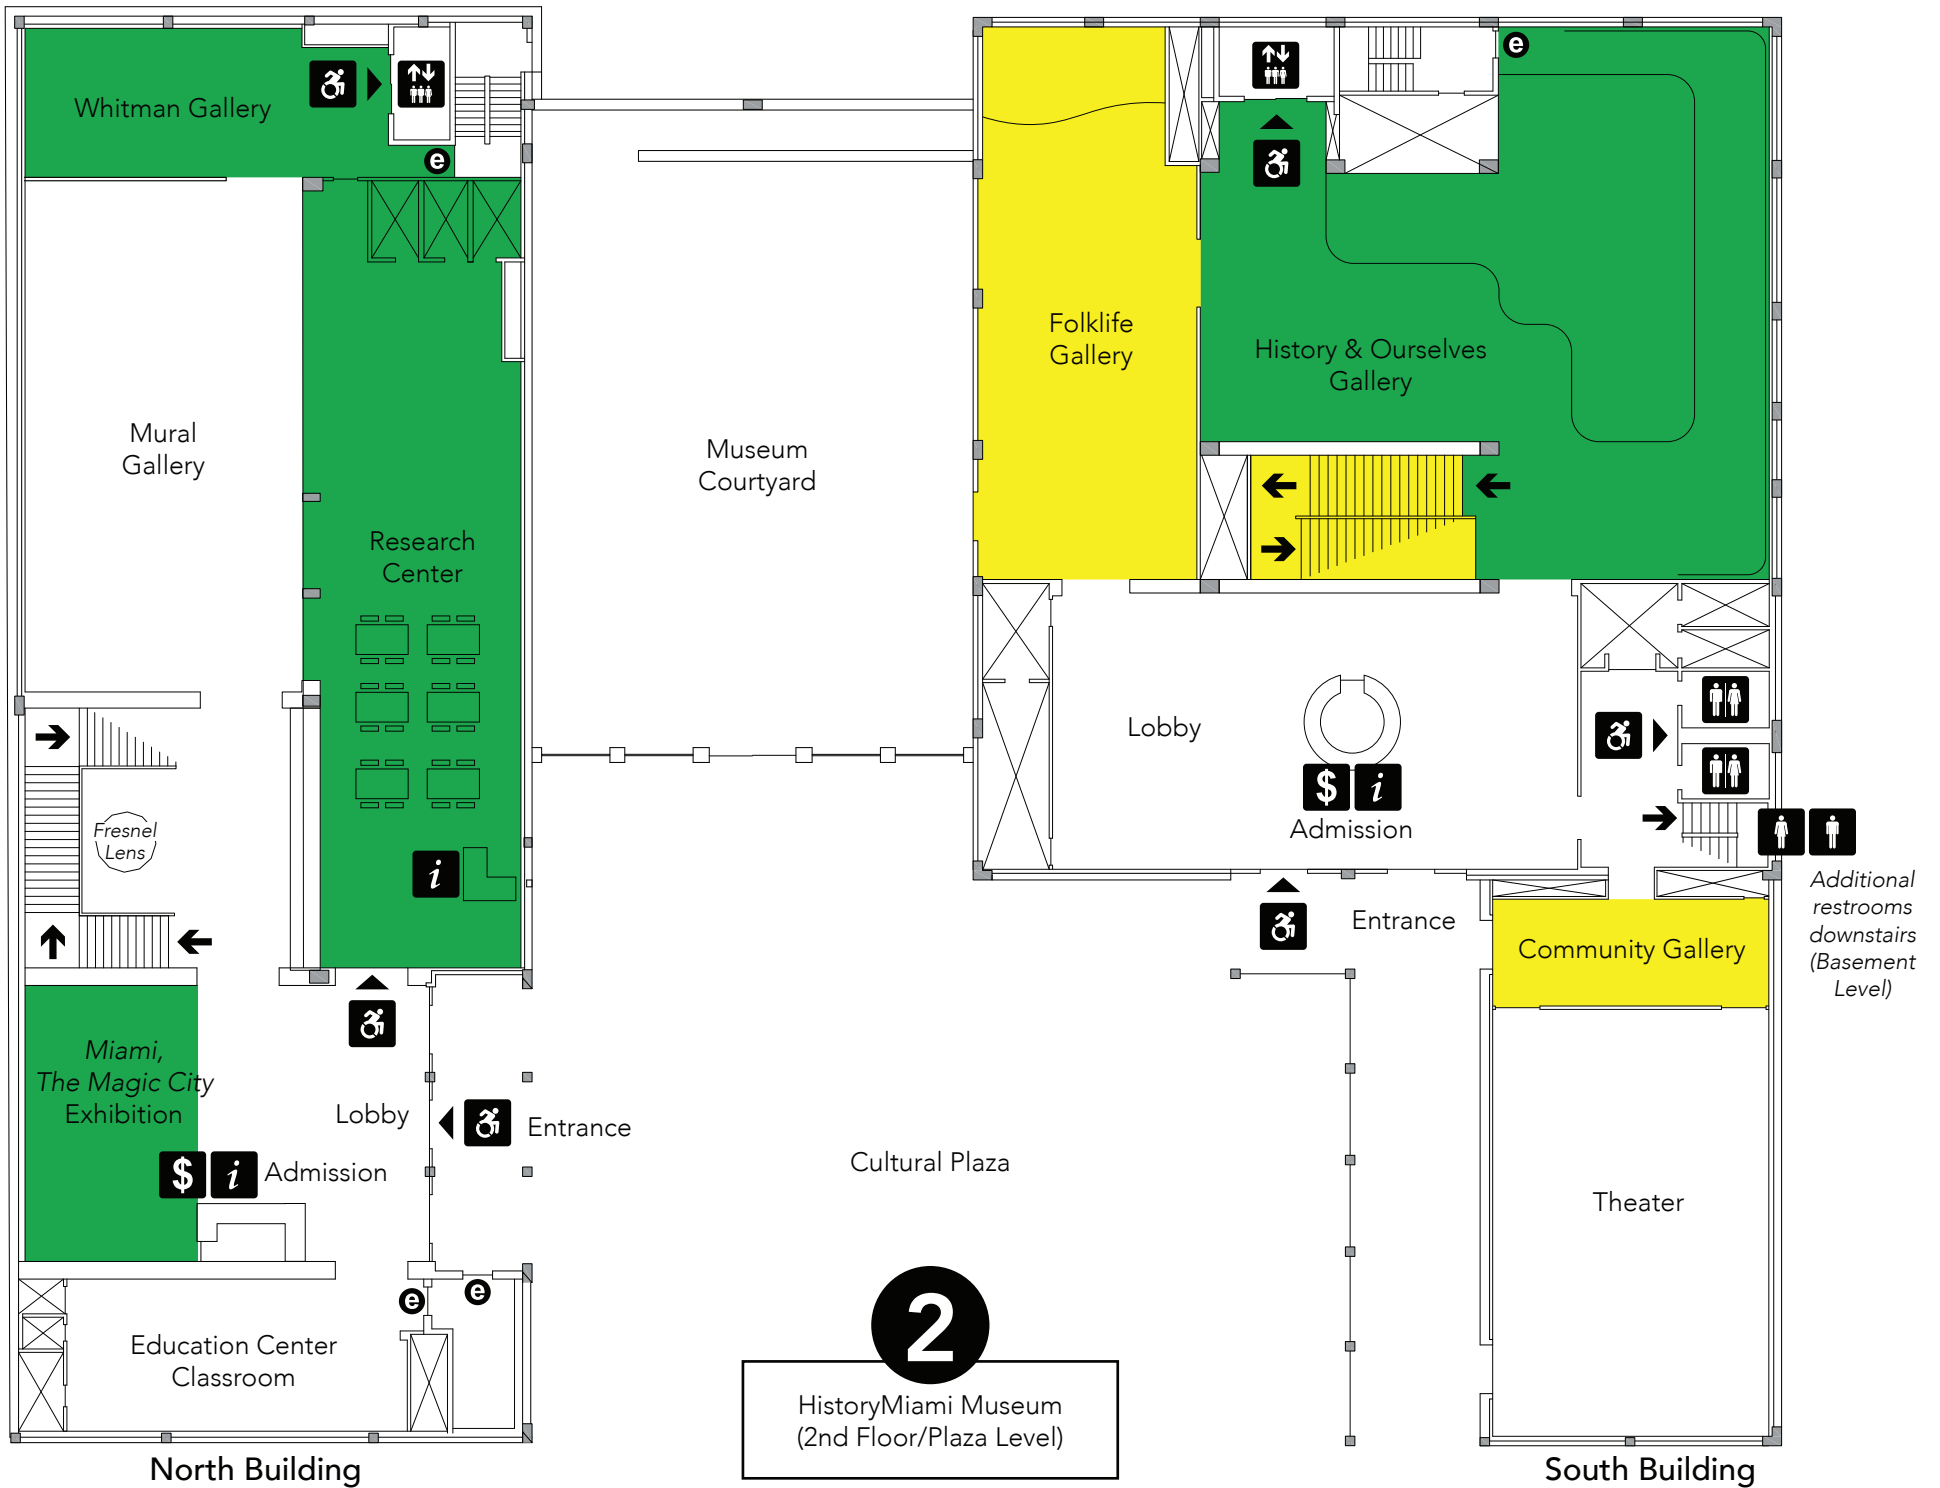 Whitman Gallery
e
e
Mural
Gallery
Research
Center
Museum
Courtyard
Folklife
Gallery
History & Ourselves
Gallery
Fresnel
Lens
i
Lobby
$ i
Admission
Entrance
Additional
restrooms
downstairs
(Basement
Level)
Community Gallery
Miami,
The Magic City
Exhibition
Lobby
Entrance
$ i Admission
Cultural Plaza
Theater
e
e
Education Center
Classroom
2
HistoryMiami Museum
(2nd Floor/Plaza Level)
North Building
South Building